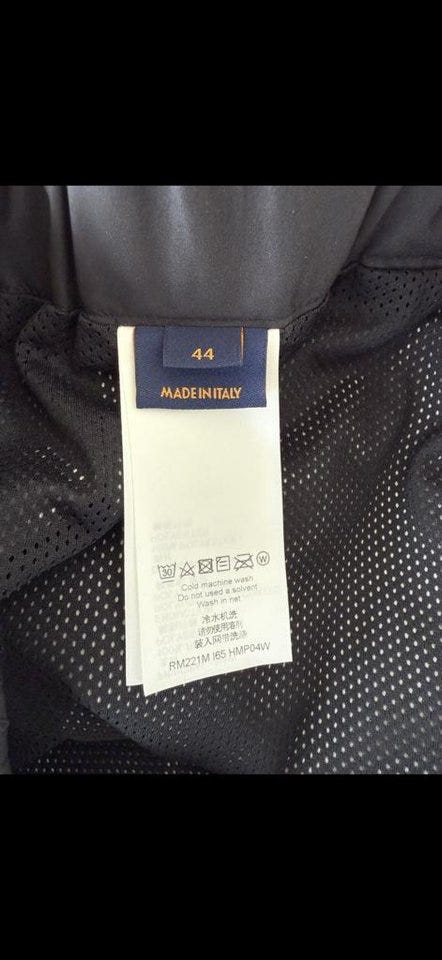 44
MADE IN ITALY
30 W
Cold machine wash
Do not used a solvent
Wash in net
冷水机洗
请勿使用溶剂
装入网带洗涤
RM221M I65 HMP04W